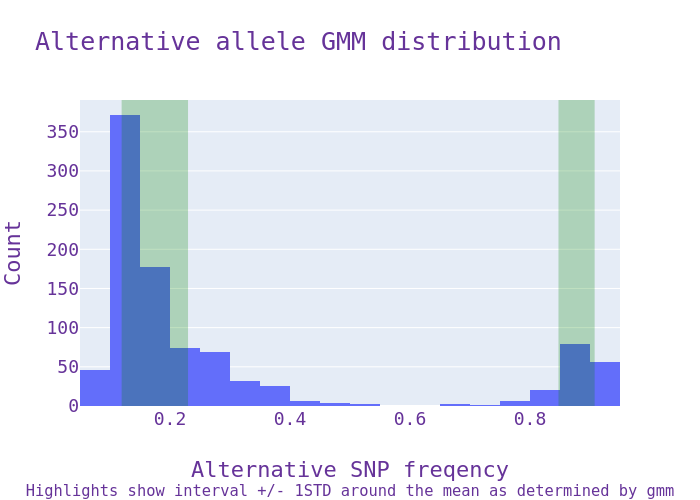 Alternative allele GMM distribution
350
300
250
200
150
100
50
0
Count
0.2 0.4 0.6 0.8
Alternative SNP freqency
Highlights show interval +/- 1STD around the mean as determined by gmm